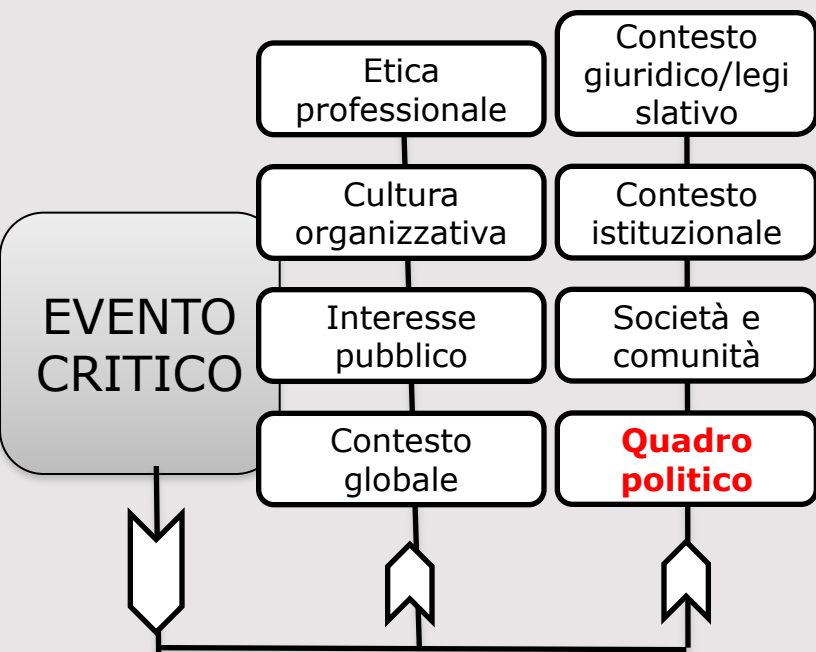 EVENTO
CRITICO
Etica
professionale
Cultura
organizzativa
Interesse
pubblico
Contesto
globale
Contesto
giuridico/legi
slativo
Contesto
istituzionale
Società e
comunità
Quadro
politico